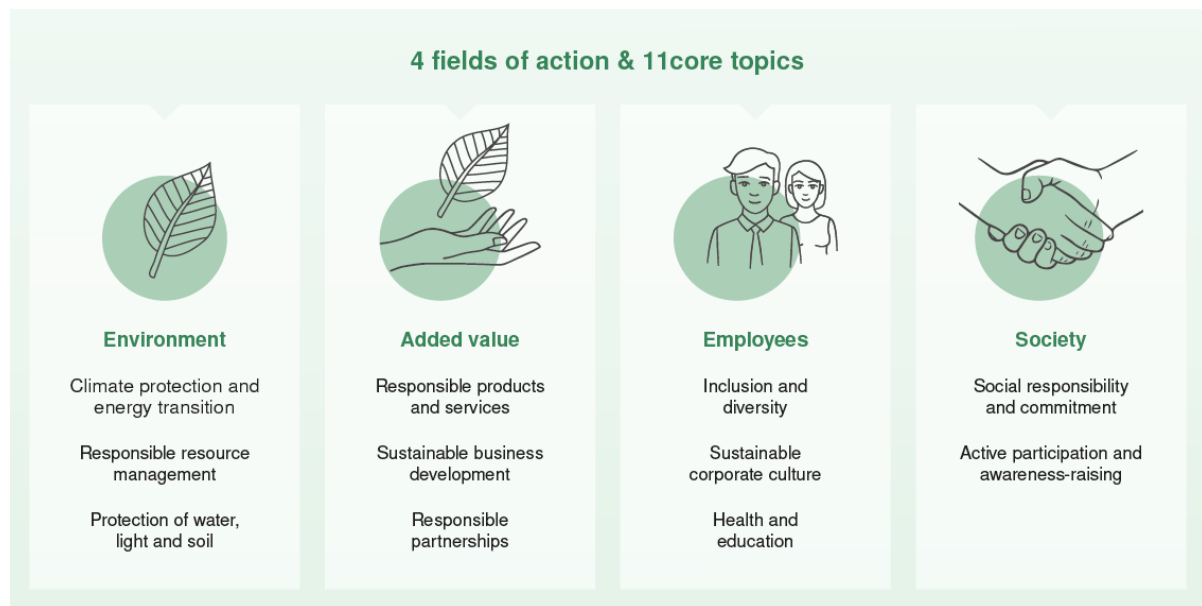 4 fields of action & 11core topics
Environment
Climate protection and
energy transition
Responsible resource
management
Protection of water,
light and soil
Added value
Responsible products
and services
Sustainable business
development
Responsible
partnerships
Employees
Inclusion and
diversity
Sustainable
corporate culture
Health and
education
Society
Social responsibility
and commitment
Active participation and
awareness-raising